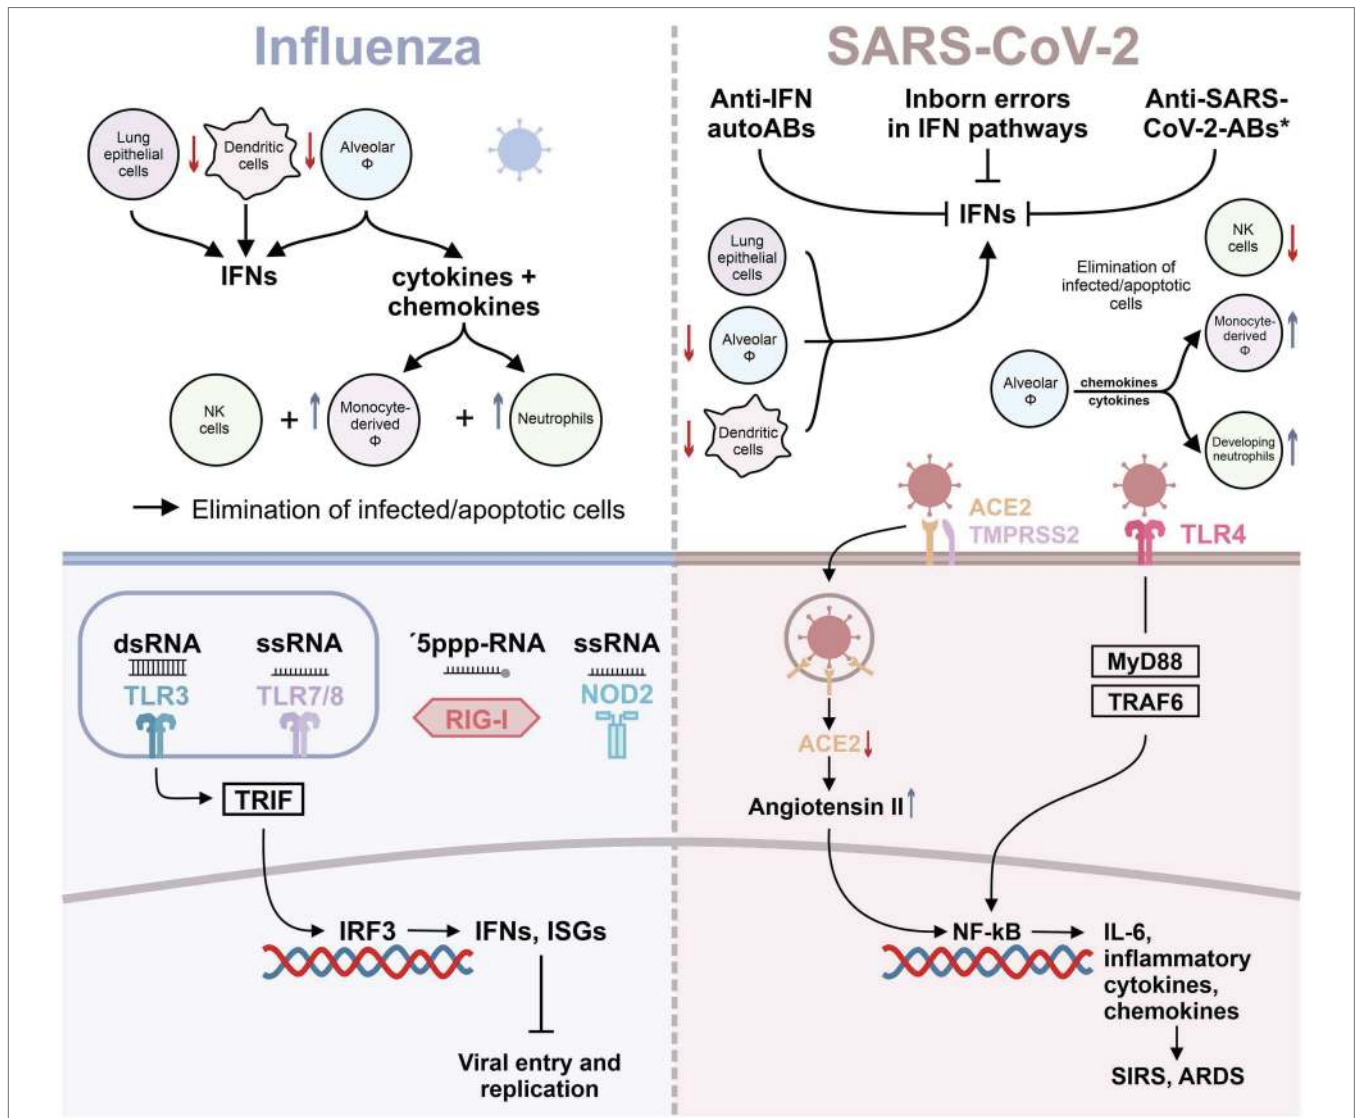 Influenza
Lung
epithelial
cells
Dendritic
cells
Alveolar
Φ
IFNs
cytokines +
chemokines
NK
cells
+
Monocyte-
derived
Φ
+
Neutrophils
Elimination of infected/apoptotic cells
dsRNA
TLR3
ssRNA
TLR7/8
´5ppp-RNA
RIG-I
ssRNA
NOD2
TRIF
IRF3
IFNs, ISGs
Viral entry and
replication
SARS-CoV-2
Anti-IFN
autoABs
Inborn errors
in IFN pathways
Anti-SARS-
CoV-2-ABs*
IFNs
Lung
epithelial
cells
Alveolar
Φ
Dendritic
cells
NK
cells
Elimination of
infected/apoptotic
cells
Monocyte-
derived
Φ
Alveolar
Φ
chemokines
cytokines
Developing
neutrophils
ACE2
TMPRSS2
TLR4
MyD88
TRAF6
ACE2
Angiotensin II
NF-kB
IL-6,
inflammatory
cytokines,
chemokines
SIRS, ARDS